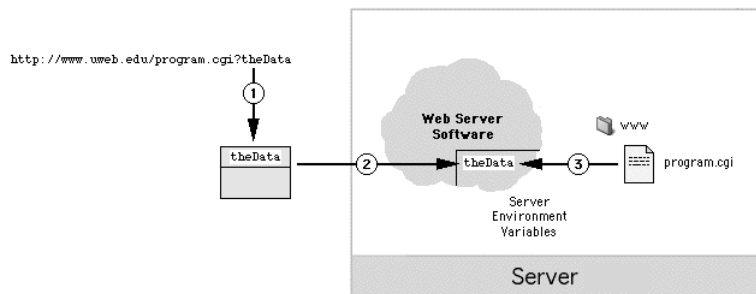 http://www.uweb.edu/program.cgi?theData
1
theData
2
Web Server
Software
theData
3
www
program.cgi
Server
Environment
Variables
Server